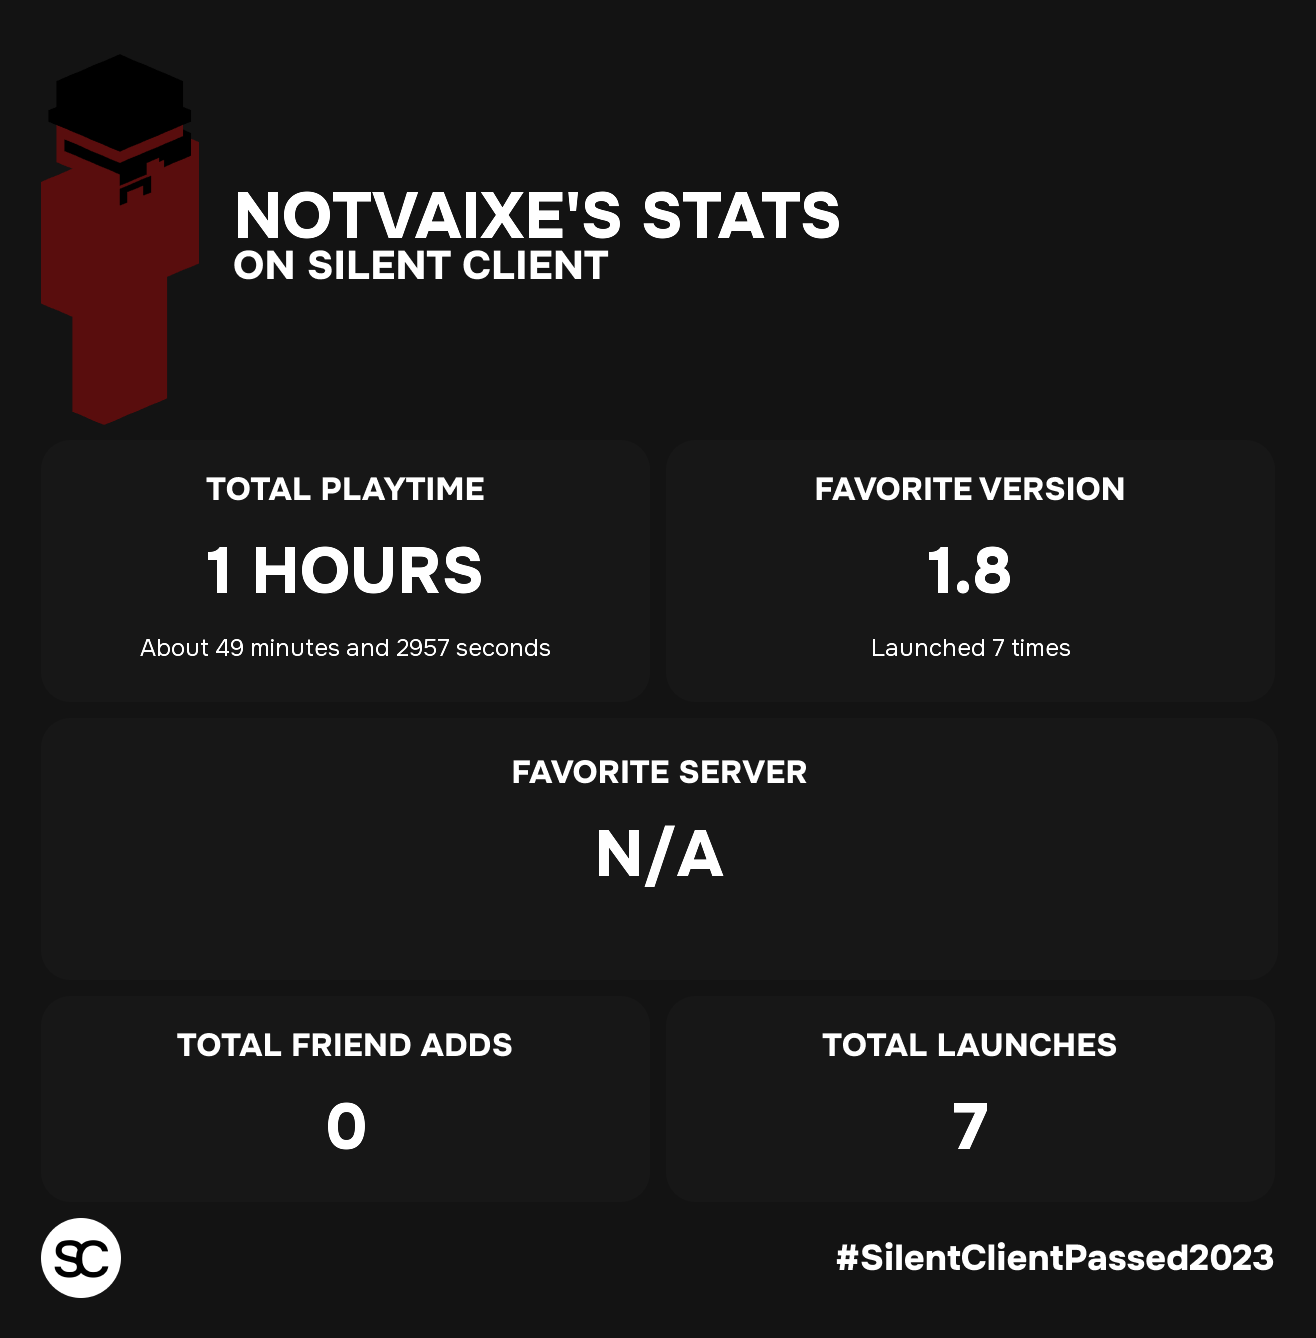 NOTVAIXE'S STATS
ON SILENT CLIENT
TOTAL PLAYTIME
1 HOURS
About 49 minutes and 2957 seconds
FAVORITE VERSION
1.8
Launched 7 times
FAVORITE SERVER
N/A
TOTAL FRIEND ADDS
0
TOTAL LAUNCHES
7
SC
#SilentClientPassed2023